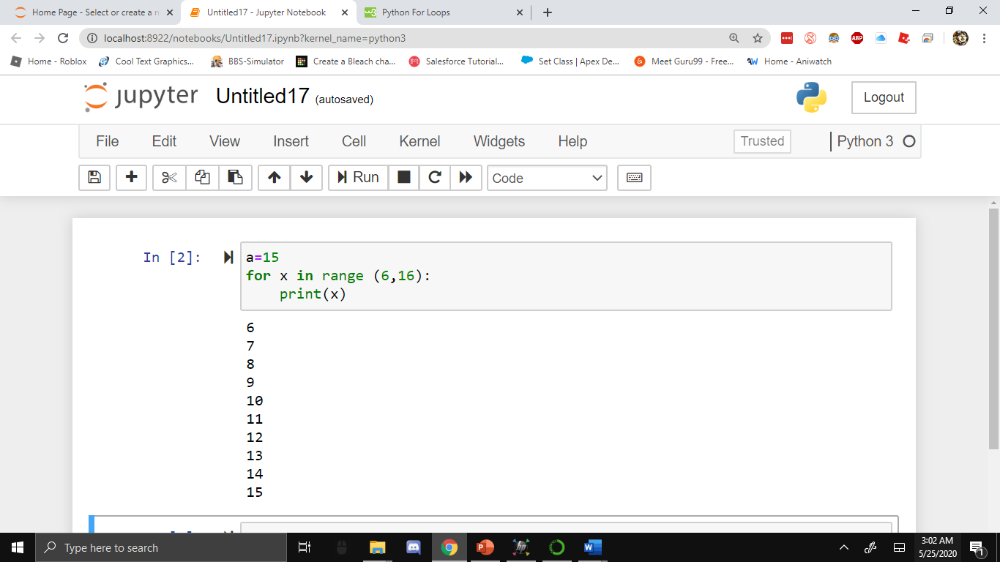 Home Page - Select or create a n
Untitled17 - Jupyter Notebook
Python For Loops
localhost:8922/notebooks/Untitled17.ipynb?kernel_name=python3
Home - Roblox
Cool Text Graphics...
BBS-Simulator
Create a Bleach cha...
Salesforce Tutorial...
Set Class | Apex De...
Meet Guru99 - Free...
Home - Aniwatch
jupyter Untitled17 (autosaved)
Logout
File Edit View Insert Cell Kernel Widgets Help
Trusted
Python 3
Run
Code
In [2]:
a=15
for x in range (6,16):
    print(x)
6
7
8
9
10
11
12
13
14
15
Type here to search
3:02 AM
5/25/2020
1